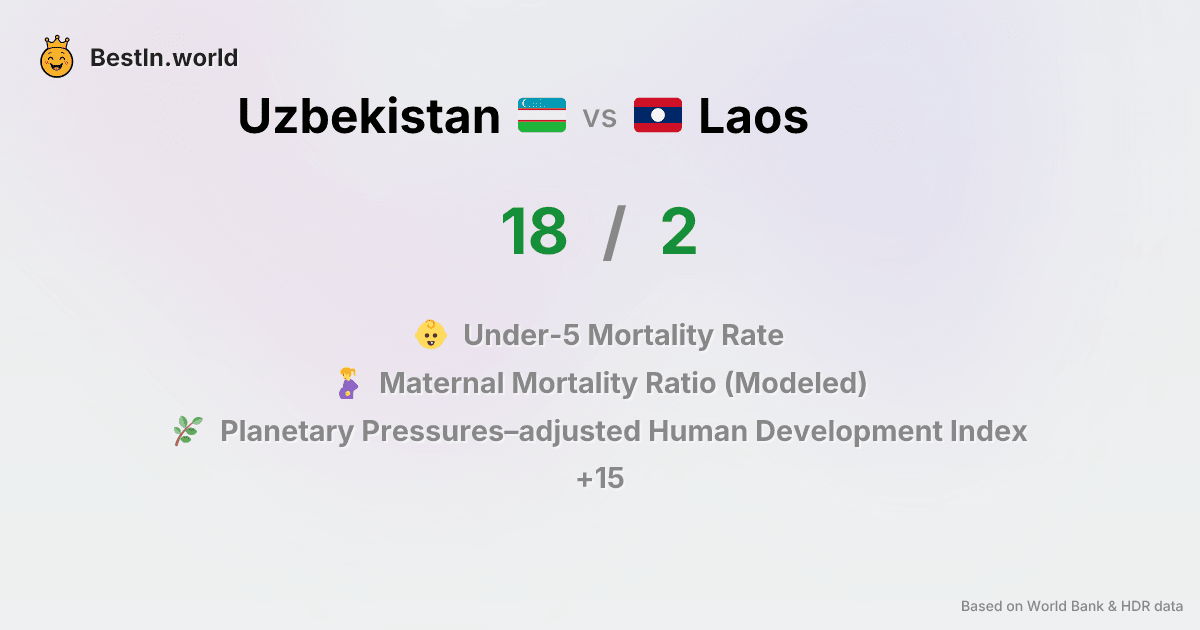 BestIn.world
Uzbekistan vs Laos
18 / 2
Under-5 Mortality Rate
Maternal Mortality Ratio (Modeled)
Planetary Pressures–adjusted Human Development Index
+15
Based on World Bank & HDR data